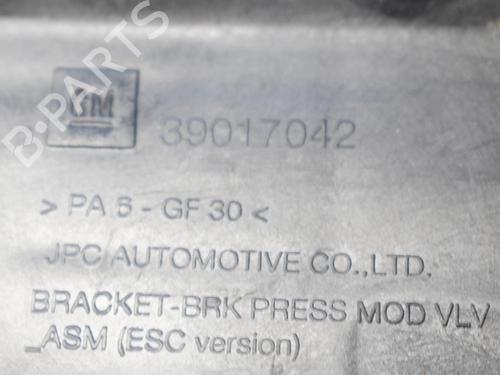 GM
39017042
> PA 6 - GF 30 <
JPC AUTOMOTIVE CO.,LTD.
BRACKET-BRK PRESS MOD VLV
_ASM (ESC version)
B-PARTS